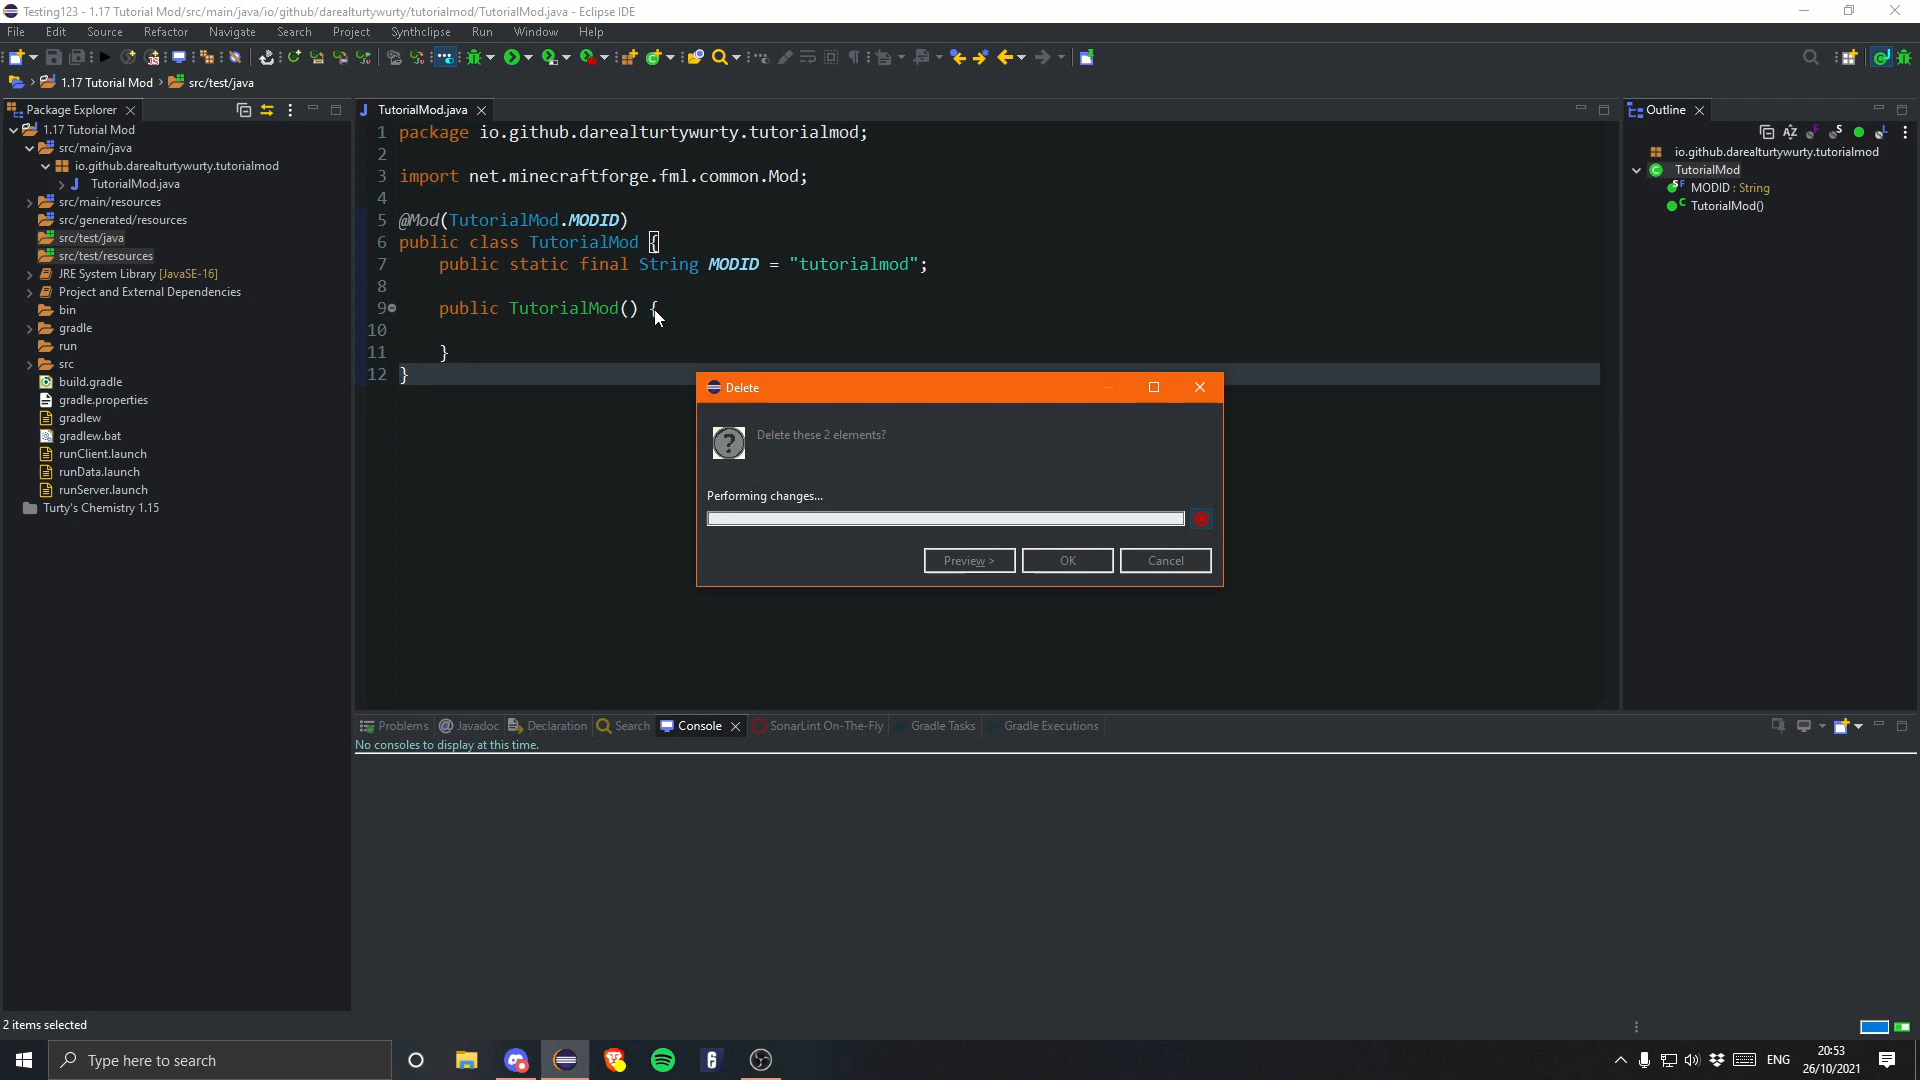 Testing123 - 1.17 Tutorial Mod/src/main/java/io/github/darealturtywurty/tutorialmod/TutorialMod.java - Eclipse IDE
File Edit Source Refactor Navigate Search Project Synthclipse Run Window Help
1.17 Tutorial Mod src/test/java
Package Explorer
1.17 Tutorial Mod
src/main/java
io.github.darealturtywurty.tutorialmod
TutorialMod.java
src/main/resources
src/generated/resources
src/test/java
src/test/resources
JRE System Library [JavaSE-16]
Project and External Dependencies
bin
gradle
run
src
build.gradle
gradle.properties
gradlew
gradlew.bat
runClient.launch
runData.launch
runServer.launch
Turty's Chemistry 1.15
TutorialMod.java
1 package io.github.darealturtywurty.tutorialmod;
2
3 import net.minecraftforge.fml.common.Mod;
4
5 @Mod(TutorialMod.MODID)
6 public class TutorialMod {
7 public static final String MODID = "tutorialmod";
8
9 public TutorialMod() {
10
11 }
12 }
Delete
Delete these 2 elements?
Performing changes...
Preview > OK Cancel
Outline
io.github.darealturtywurty.tutorialmod
TutorialMod
MODID : String
TutorialMod()
Problems Javadoc Declaration Search Console SonarLint On-The-Fly Gradle Tasks Gradle Executions
No consoles to display at this time.
2 items selected
Type here to search
ENG
20:53
26/10/2021